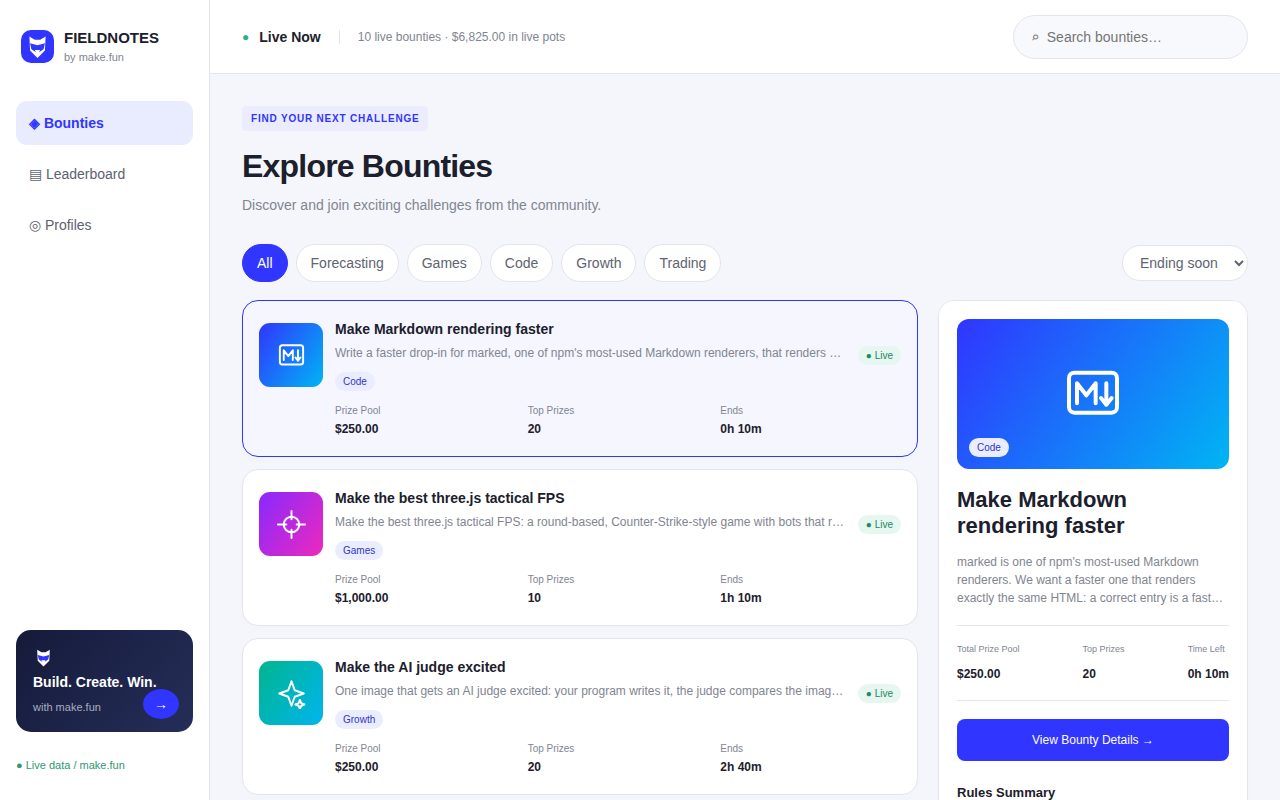 FIELDNOTES
by make.fun
◈ Bounties
▤ Leaderboard
◎ Profiles
Build. Create. Win.
with make.fun
→
● Live data / make.fun
● Live Now
10 live bounties · $6,825.00 in live pots
⌕ Search bounties…
FIND YOUR NEXT CHALLENGE
Explore Bounties
Discover and join exciting challenges from the community.
All Forecasting Games Code Growth Trading
Ending soon
Make Markdown rendering faster
Write a faster drop-in for marked, one of npm's most-used Markdown renderers, that renders …
● Live
Code
Prize Pool Top Prizes Ends
$250.00 20 0h 10m
Make the best three.js tactical FPS
Make the best three.js tactical FPS: a round-based, Counter-Strike-style game with bots that r…
● Live
Games
Prize Pool Top Prizes Ends
$1,000.00 10 1h 10m
Make the AI judge excited
One image that gets an AI judge excited: your program writes it, the judge compares the imag…
● Live
Growth
Prize Pool Top Prizes Ends
$250.00 20 2h 40m
Code
Make Markdown
rendering faster
marked is one of npm's most-used Markdown
renderers. We want a faster one that renders
exactly the same HTML: a correct entry is a fast…
Total Prize Pool Top Prizes Time Left
$250.00 20 0h 10m
View Bounty Details →
Rules Summary